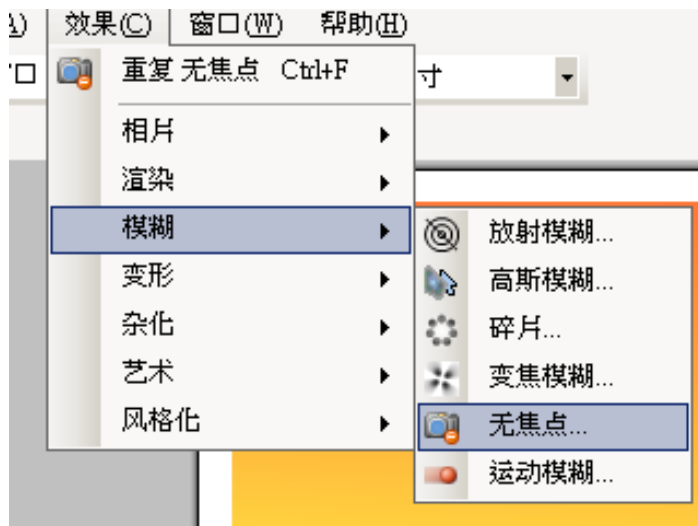 效果(C) 窗口(W) 帮助(H)
重复 无焦点 Ctrl+F
寸
相片
渲染
模糊
变形
杂化
艺术
风格化
放射模糊...
高斯模糊...
碎片...
变焦模糊...
无焦点...
运动模糊...